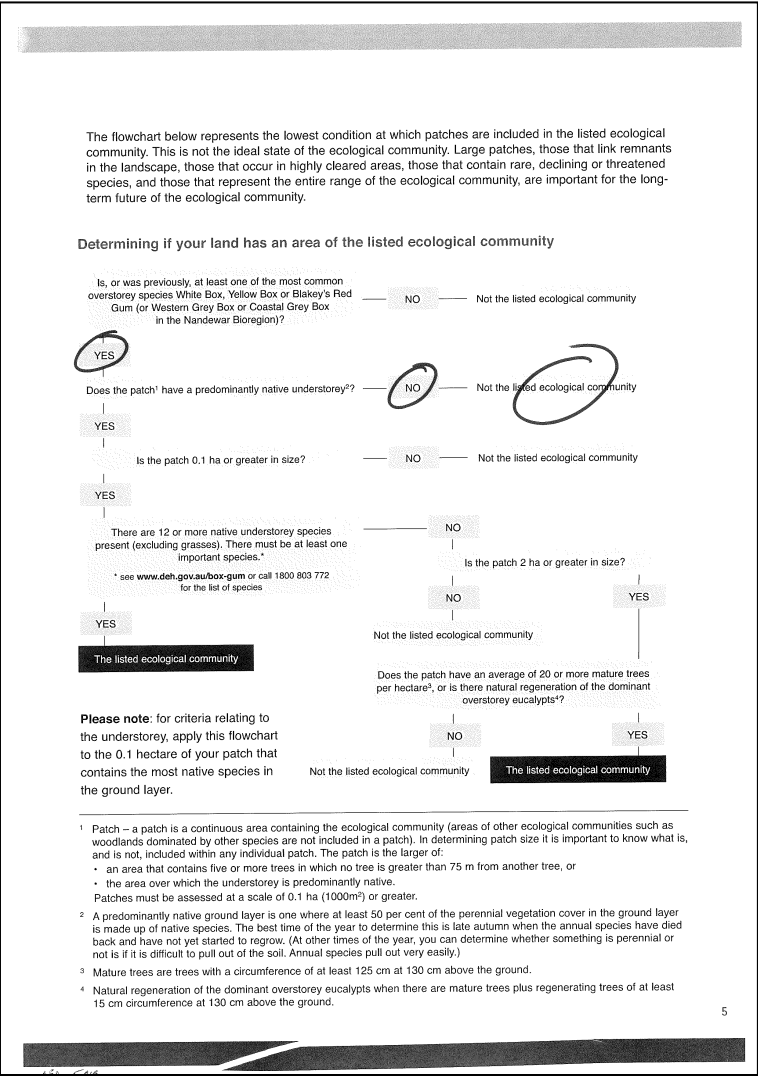 The flowchart below represents the lowest condition at which patches are included in the listed ecological
community. This is not the ideal state of the ecological community. Large patches, those that link remnants
in the landscape, those that occur in highly cleared areas, those that contain rare, declining or threatened
species, and those that represent the entire range of the ecological community, are important for the long-
term future of the ecological community.
Determining if your land has an area of the listed ecological community
Is, or was previously, at least one of the most common
overstorey species White Box, Yellow Box or Blakey's Red
Gum (or Western Grey Box or Coastal Grey Box
in the Nandewar Bioregion)?
NO
Not the listed ecological community
YES
Does the patch¹ have a predominantly native understorey²?
NO
Not the listed ecological community
YES
Is the patch 0.1 ha or greater in size?
NO
Not the listed ecological community
YES
There are 12 or more native understorey species
present (excluding grasses). There must be at least one
important species.*
* see www.deh.gov.au/box-gum or call 1800 803 772
for the list of species
NO
Is the patch 2 ha or greater in size?
NO
YES
Not the listed ecological community
YES
The listed ecological community
Does the patch have an average of 20 or more mature trees
per hectare³, or is there natural regeneration of the dominant
overstorey eucalypts⁴?
NO
YES
Not the listed ecological community
The listed ecological community
Please note: for criteria relating to
the understorey, apply this flowchart
to the 0.1 hectare of your patch that
contains the most native species in
the ground layer.
¹ Patch – a patch is a continuous area containing the ecological community (areas of other ecological communities such as
woodlands dominated by other species are not included in a patch). In determining patch size it is important to know what is,
and is not, included within any individual patch. The patch is the larger of:
• an area that contains five or more trees in which no tree is greater than 75 m from another tree, or
• the area over which the understorey is predominantly native.
Patches must be assessed at a scale of 0.1 ha (1000m²) or greater.
² A predominantly native ground layer is one where at least 50 per cent of the perennial vegetation cover in the ground layer
is made up of native species. The best time of the year to determine this is late autumn when the annual species have died
back and have not yet started to regrow. (At other times of the year, you can determine whether something is perennial or
not is if it is difficult to pull out of the soil. Annual species pull out very easily.)
³ Mature trees are trees with a circumference of at least 125 cm at 130 cm above the ground.
⁴ Natural regeneration of the dominant overstorey eucalypts when there are mature trees plus regenerating trees of at least
15 cm circumference at 130 cm above the ground.
5